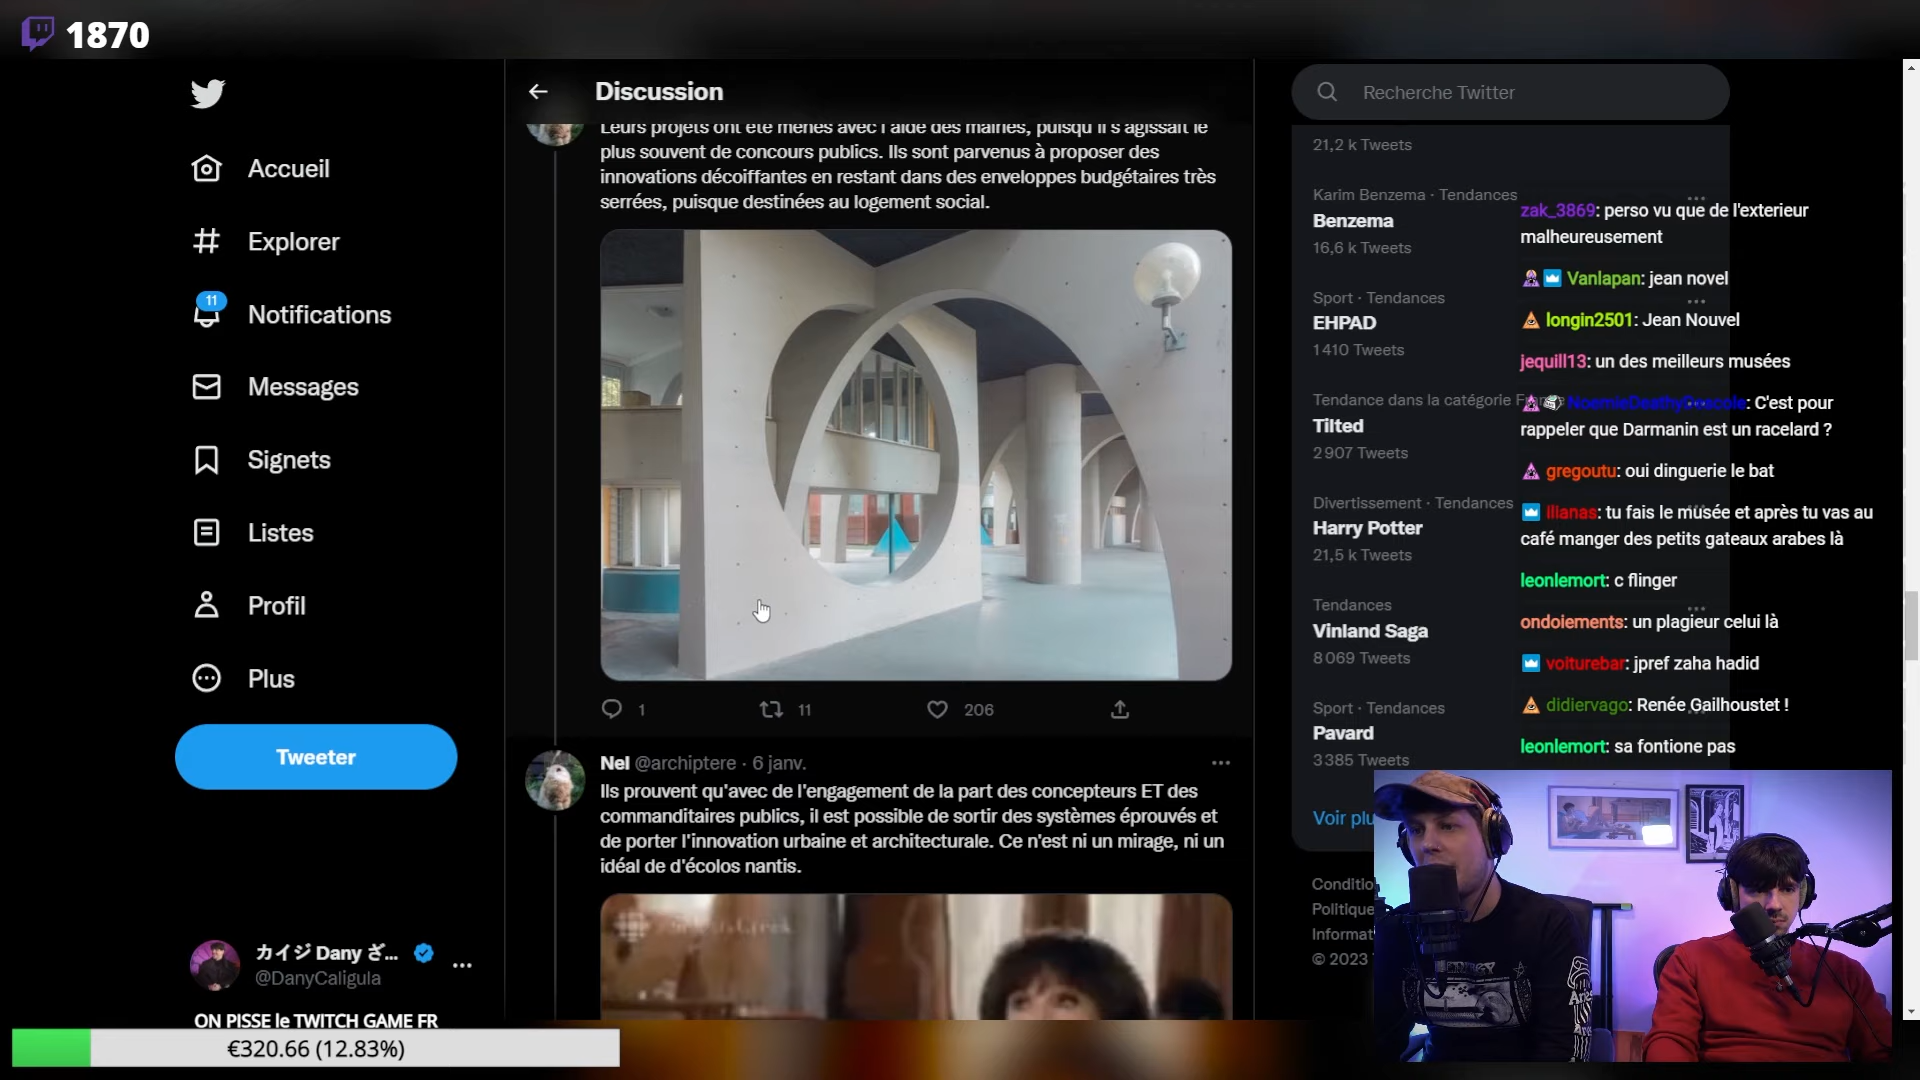 1870
Accueil
Explorer
11
Notifications
Messages
Signets
Listes
Profil
Plus
Tweeter
カイジ Dany ざ...
@DanyCaligula
ON PISSE le TWITCH GAME FR
€320.66 (12.83%)
Discussion
Leurs projets ont été menés avec l'aide des mairies, puisqu'il s'agissait le
plus souvent de concours publics. Ils sont parvenus à proposer des
innovations décoiffantes en restant dans des enveloppes budgétaires très
serrées, puisque destinées au logement social.
1
11
206
Nel @archiptere · 6 janv.
Ils prouvent qu'avec de l'engagement de la part des concepteurs ET des
commanditaires publics, il est possible de sortir des systèmes éprouvés et
de porter l'innovation urbaine et architecturale. Ce n'est ni un mirage, ni un
idéal de d'écolos nantis.
Recherche Twitter
21,2 k Tweets
Karim Benzema · Tendances
Benzema
16,6 k Tweets
Sport · Tendances
EHPAD
1 410 Tweets
Tendance dans la catégorie
Tilted
2 907 Tweets
Divertissement · Tendances
Harry Potter
21,5 k Tweets
Tendances
Vinland Saga
8 069 Tweets
Sport · Tendances
Pavard
3 385 Tweets
Voir plu
Conditio
Politique
Informat
© 2023
zak_3869: perso vu que de l'exterieur
malheureusement
Vanlapan: jean novel
longin2501: Jean Nouvel
jequill13: un des meilleurs musées
: C'est pour
rappeler que Darmanin est un racelard ?
gregoutu: oui dinguerie le bat
ilianas: tu fais le musée et après tu vas au
café manger des petits gateaux arabes là
leonlemort: c flinger
ondoiements: un plagieur celui là
voiturebar: jpref zaha hadid
didiervago: Renée Gailhoustet !
leonlemort: sa fontione pas